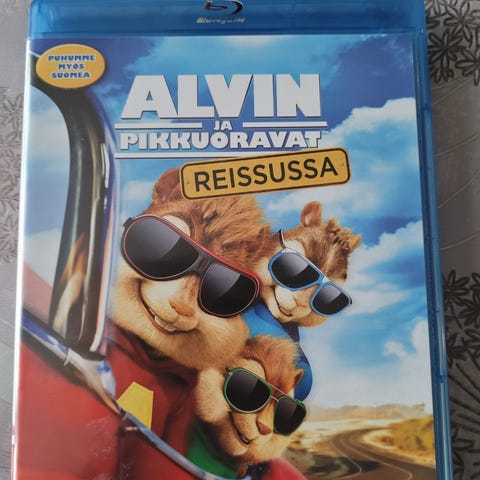 Blu-ray Disc
PUHUMME
MYÖS
SUOMEA
ALVIN
JA
PIKKUORAVAT
REISSUSSA
A